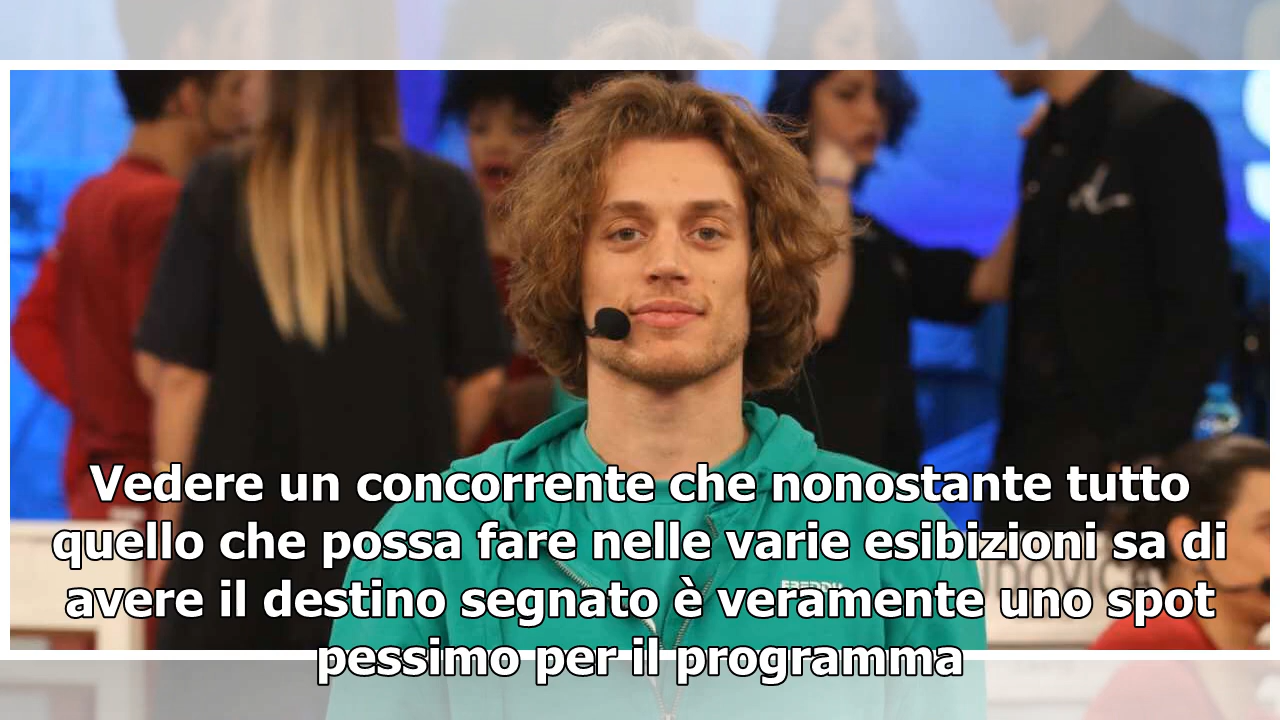 Vedere un concorrente che nonostante tutto
quello che possa fare nelle varie esibizioni sa di
avere il destino segnato è veramente uno spot
pessimo per il programma
FREDDY